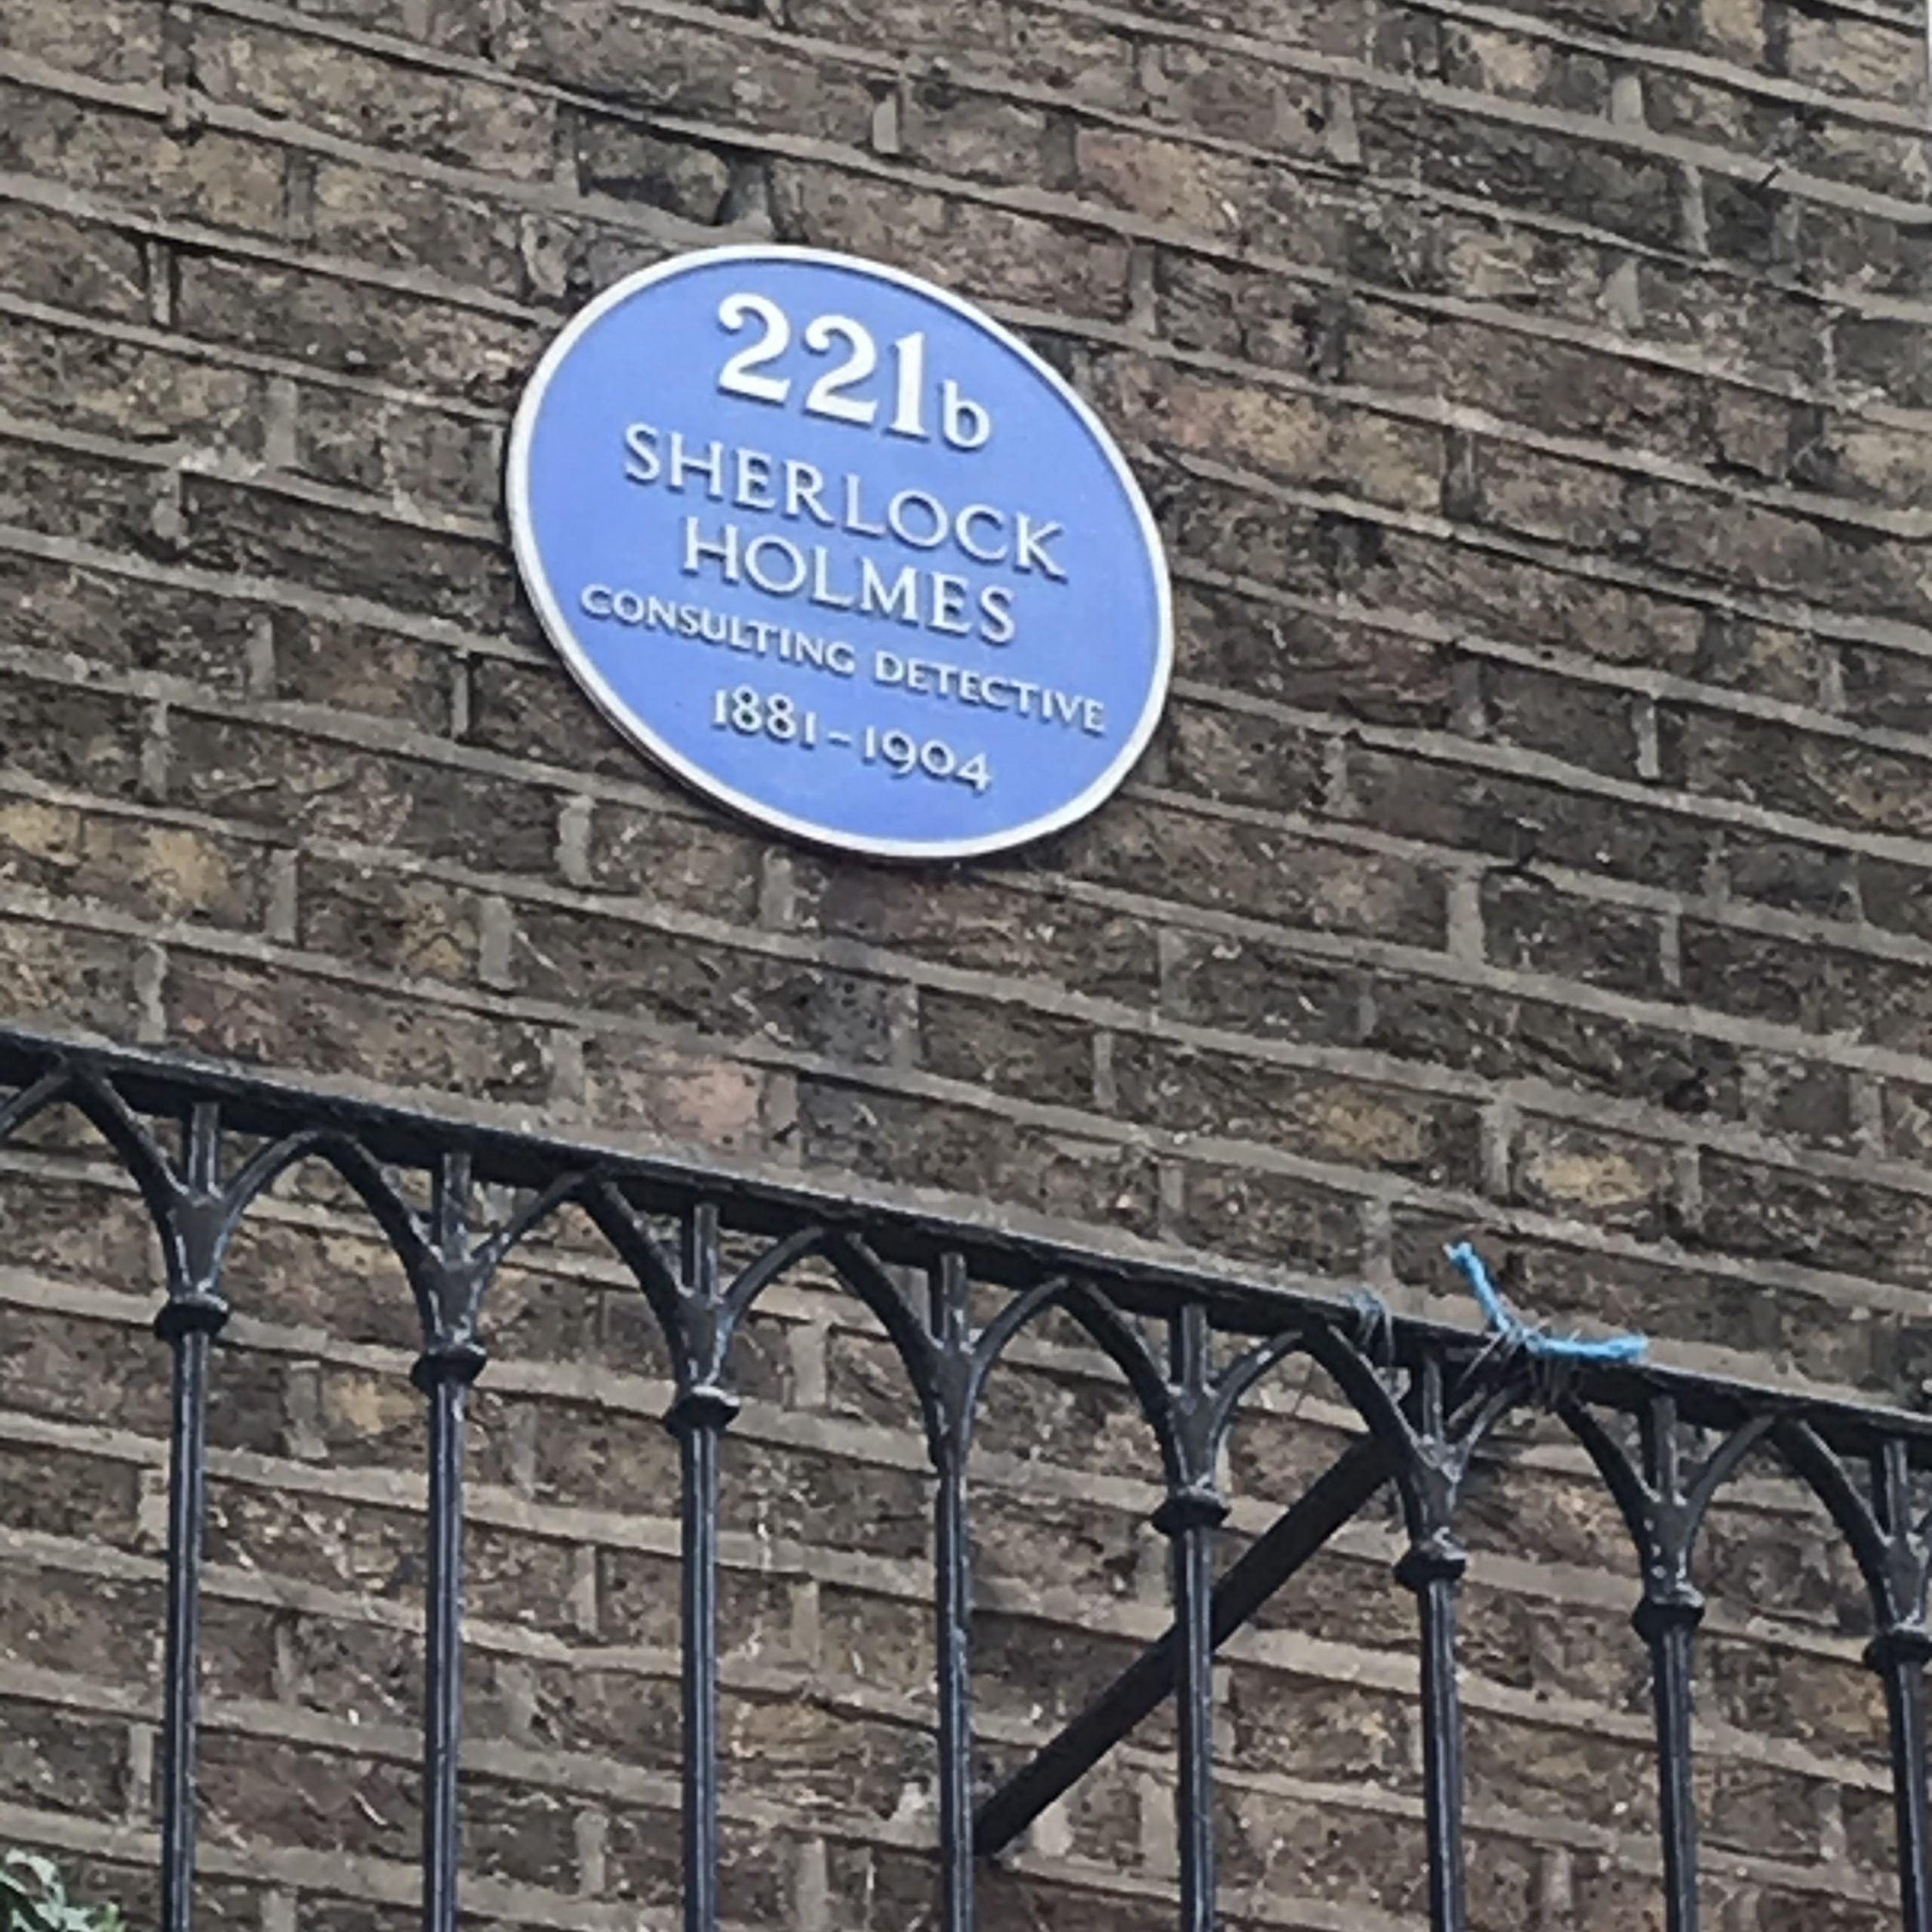 221b
SHERLOCK
HOLMES
CONSULTING DETECTIVE
1881-1904